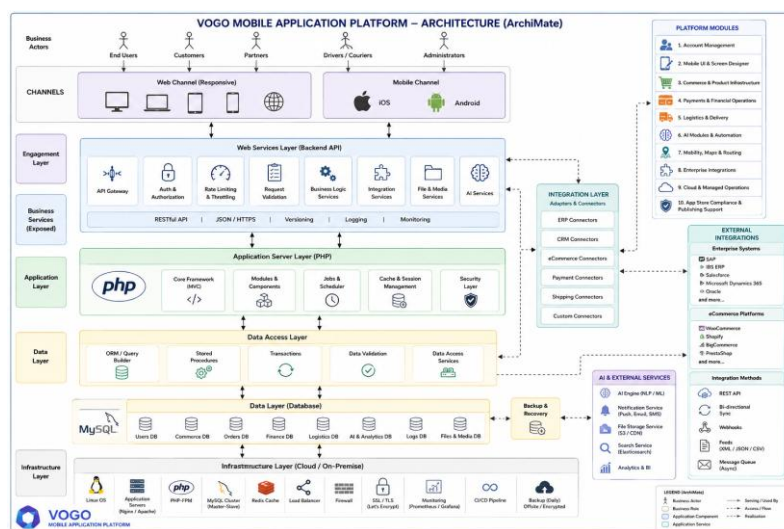 VOGO MOBILE APPLICATION PLATFORM – ARCHITECTURE (ArchiMate)
Business
Actors
End Users
Customers
Partners
Drivers / Couriers
Administrators
CHANNELS
Web Channel (Responsive)
Mobile Channel
iOS
Android
Engagement
Layer
Web Services Layer (Backend API)
API Gateway
Auth &
Authorization
Rate Limiting
& Throttling
Request
Validation
Business Logic
Services
Integration
Services
File & Media
Services
AI Services
Business
Services
(Exposed)
RESTful API | JSON / HTTPS | Versioning | Logging | Monitoring
Application
Layer
Application Server Layer (PHP)
php
Core Framework
(MVC)
Modules &
Components
Jobs &
Scheduler
Cache & Session
Management
Security
Layer
Data
Layer
Data Access Layer
ORM / Query
Builder
Stored
Procedures
Transactions
Data Validation
Data Access
Services
Data Layer (Database)
MySQL
Users DB
Commerce DB
Orders DB
Finance DB
Logistics DB
AI & Analytics DB
Logs DB
Files & Media DB
Backup &
Recovery
Infrastructure
Layer
Infrastructure Layer (Cloud / On-Premise)
Linux OS
Application
Servers
(Nginx / Apache)
php
PHP-FPM
MySQL Cluster
(Master-Slave)
Redis Cache
Load Balancer
Firewall
SSL / TLS
(Let's Encrypt)
Monitoring
(Prometheus / Grafana)
CI/CD Pipeline
Backup (Daily)
Offsite / Encrypted
VOGO
MOBILE APPLICATION PLATFORM
INTEGRATION LAYER
Adapters & Connectors
ERP Connectors
CRM Connectors
eCommerce Connectors
Payment Connectors
Shipping Connectors
Custom Connectors
AI & EXTERNAL SERVICES
AI Engine (NLP / ML)
Notification Service
(Push, Email, SMS)
File Storage Service
(S3 / CDN)
Search Service
(Elasticsearch)
Analytics & BI
PLATFORM MODULES
1. Account Management
2. Mobile UI & Screen Designer
3. Commerce & Product Infrastructure
4. Payments & Financial Operations
5. Logistics & Delivery
6. AI Modules & Automation
7. Mobility, Maps & Routing
8. Enterprise Integrations
9. Cloud & Managed Operations
10. App Store Compliance &
Publishing Support
EXTERNAL
INTEGRATIONS
Enterprise Systems
SAP
Salesforce
Microsoft Dynamics 365
Oracle
and more...
eCommerce Platforms
WooCommerce
Shopify
BigCommerce
PrestaShop
and more...
Integration Methods
REST API
Bi-directional
Sync
Webhooks
Feeds
(XML / JSON / CSV)
Message Queue
(Async)
LEGEND (ArchiMate)
Business Actor
Business Role
Application Component
Application Service
Serving / Used By
Access / Flow
Realization